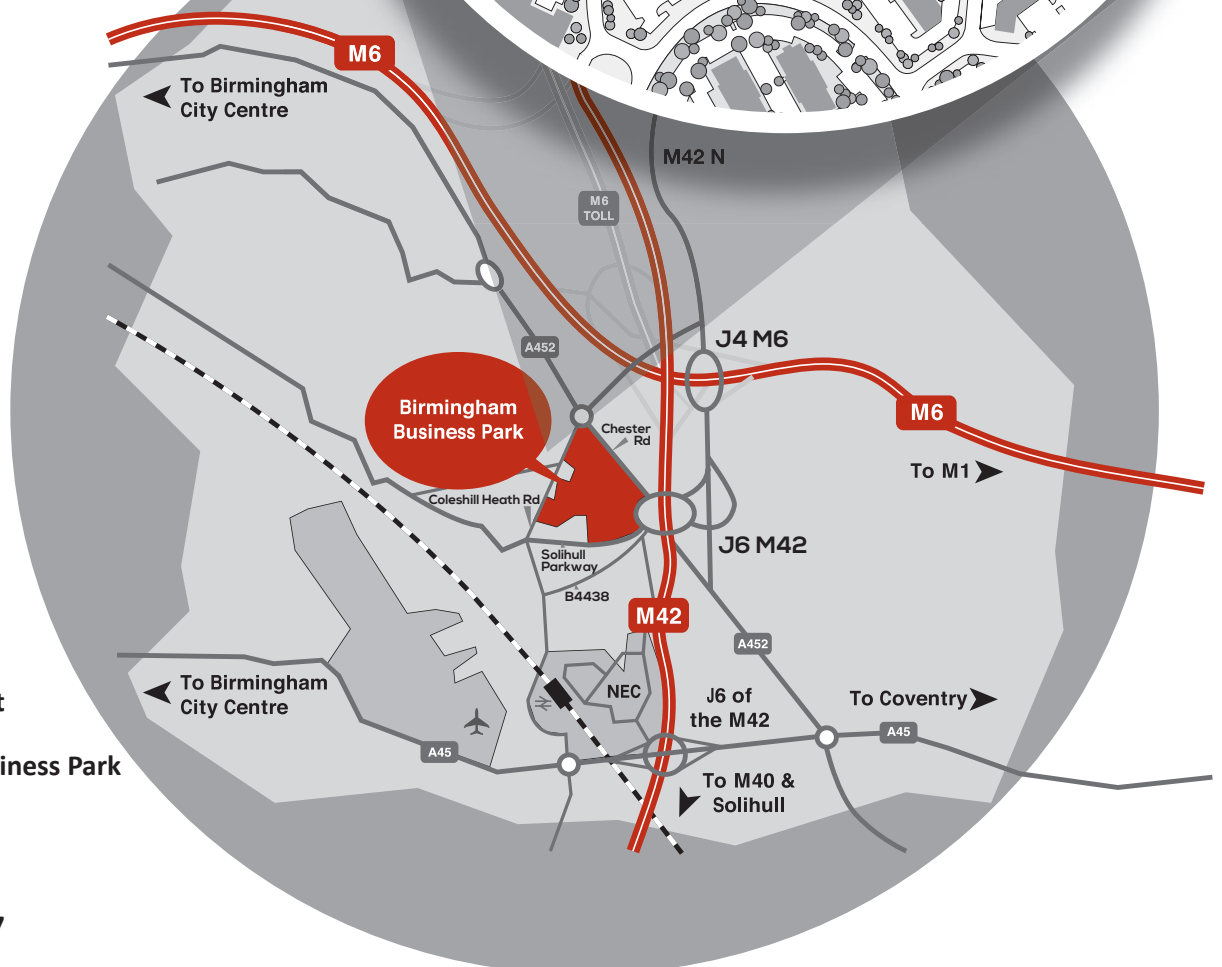 M6
To Birmingham
City Centre
M42 N
M6
TOLL
J4 M6
A452
Birmingham
Business Park
Chester
Rd
M6
To M1
Coleshill Heath Rd
J6 M42
Solihull
Parkway
B4438
M42
A452
To Birmingham
City Centre
NEC
J6 of
the M42
To Coventry
A45
A45
iness Park
To M40 &
Solihull